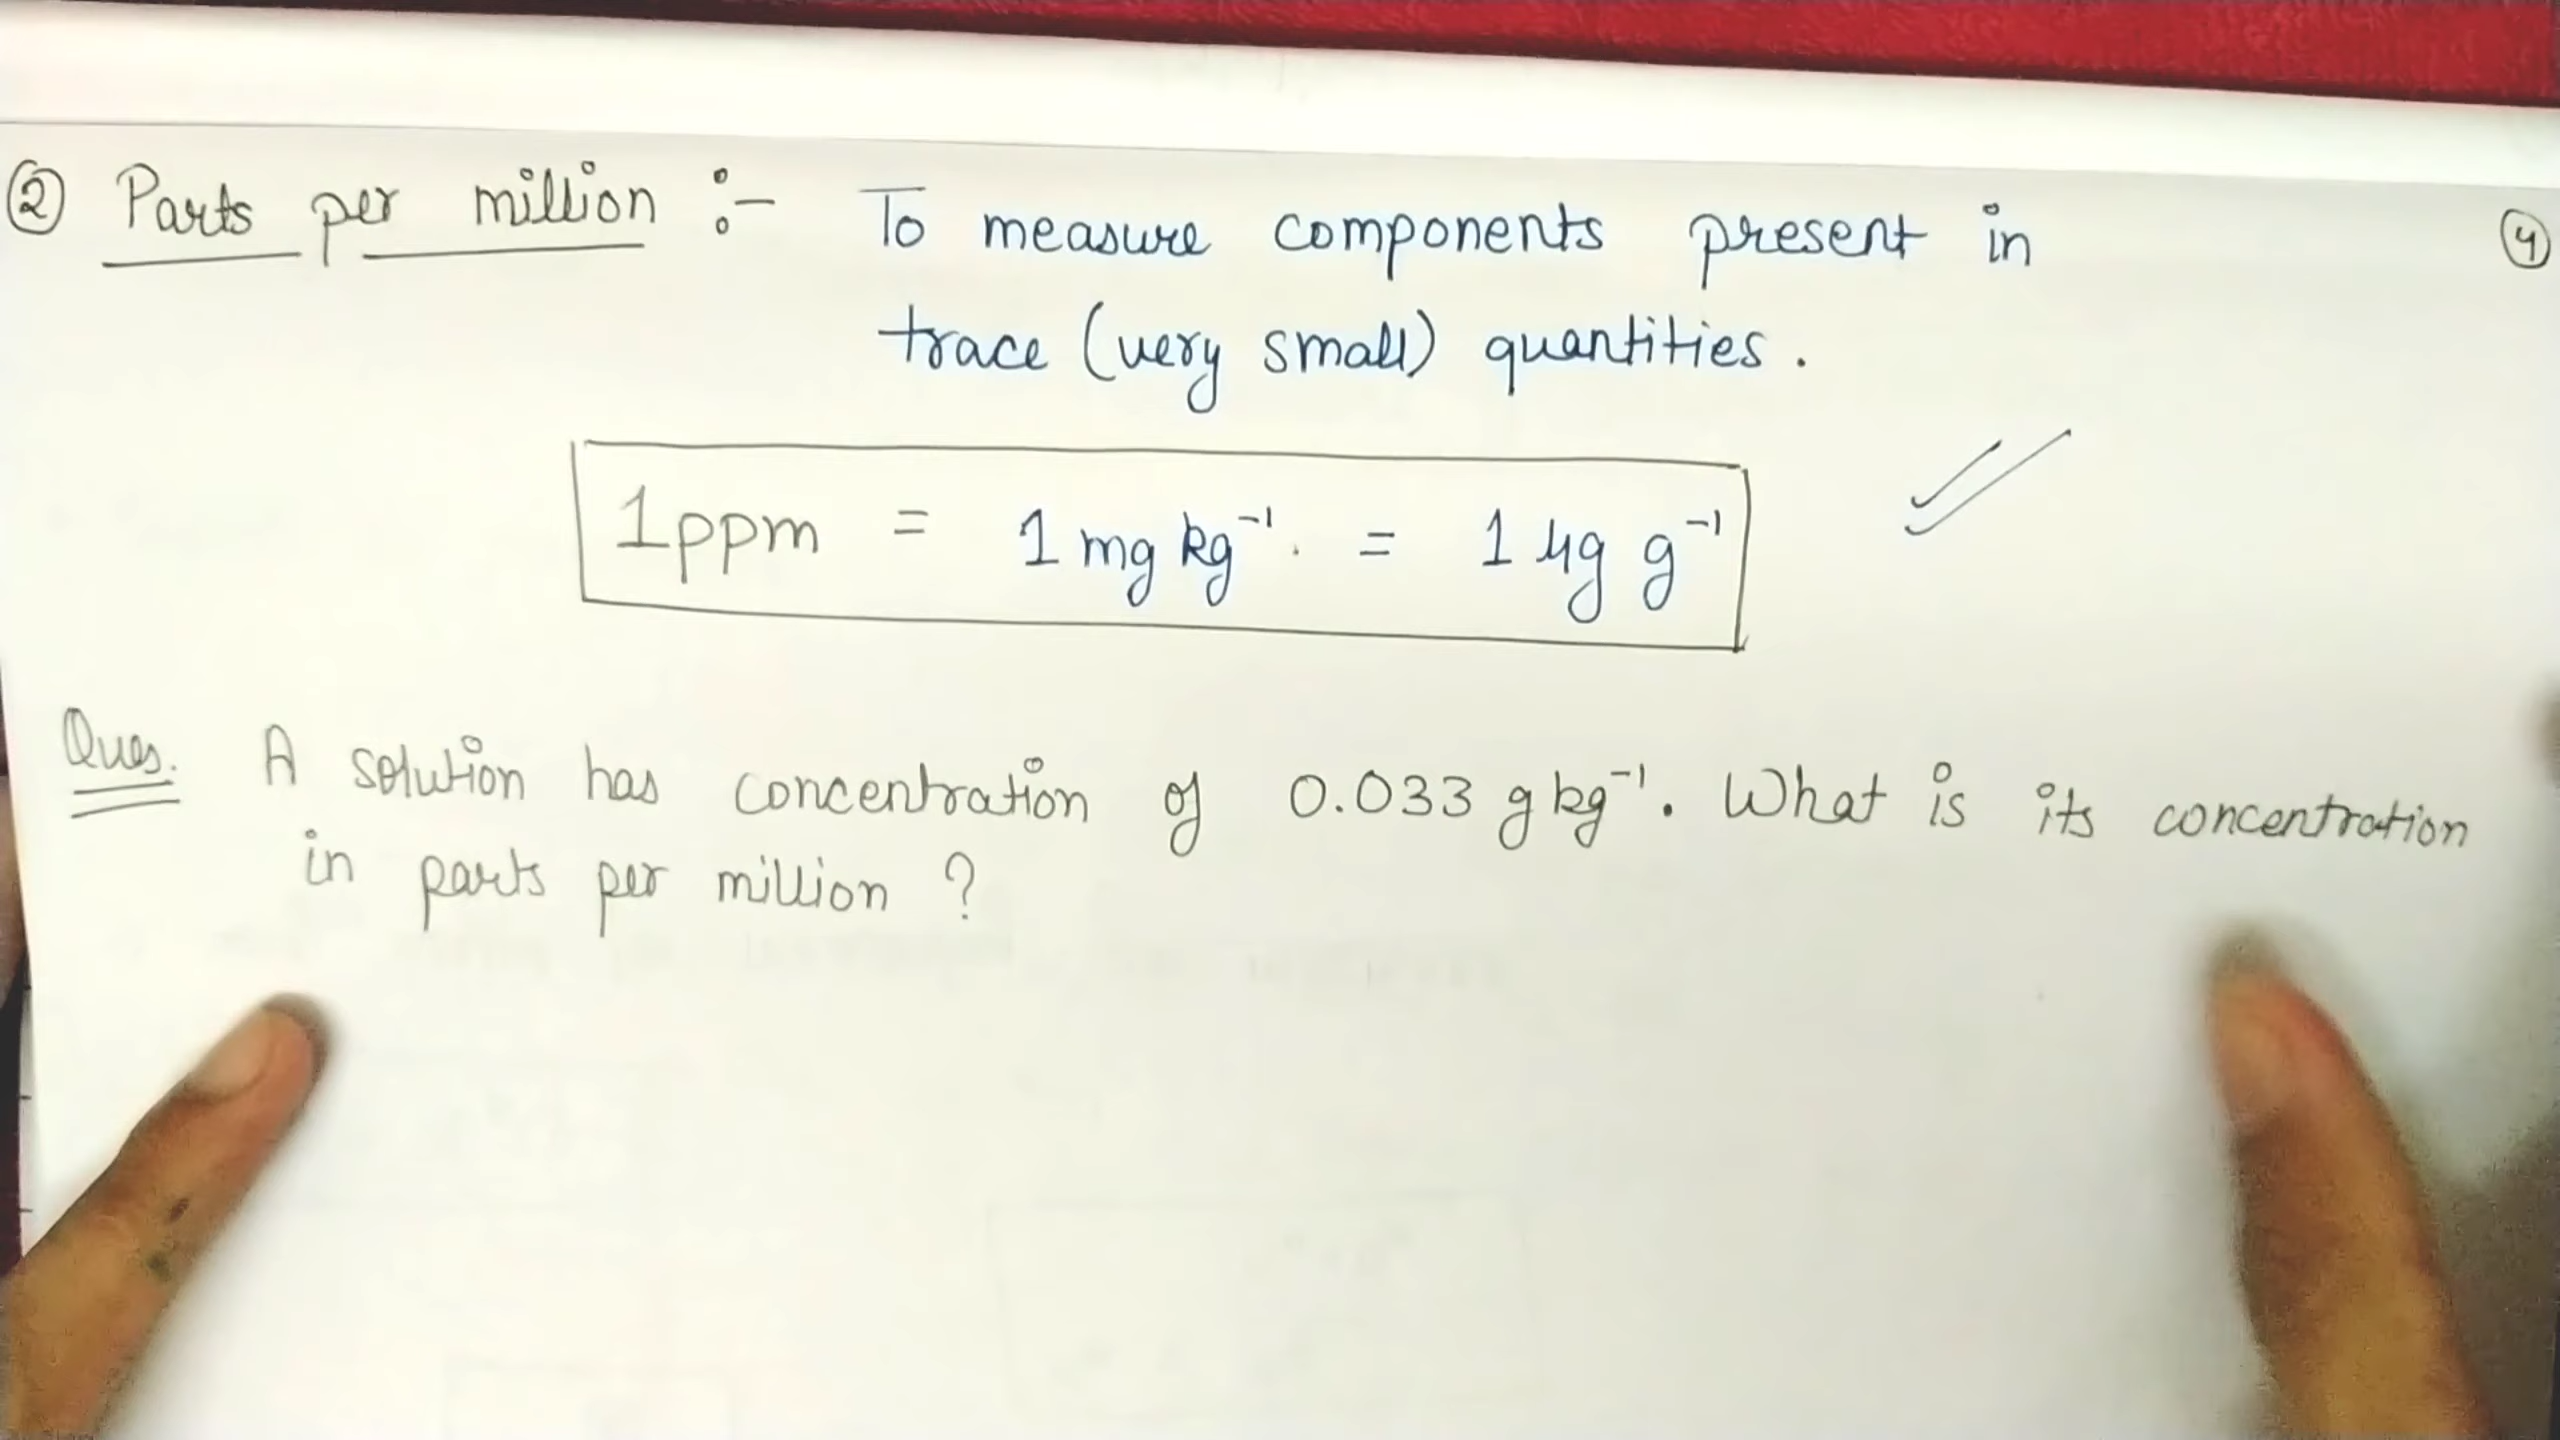 ② Parts per million :- To measure components present in ④
trace (very small) quantities.
1ppm = 1 mg kg⁻¹. = 1 μg g⁻¹
Ques. A solution has concentration of 0.033 g kg⁻¹. What is its concentration
in parts per million ?